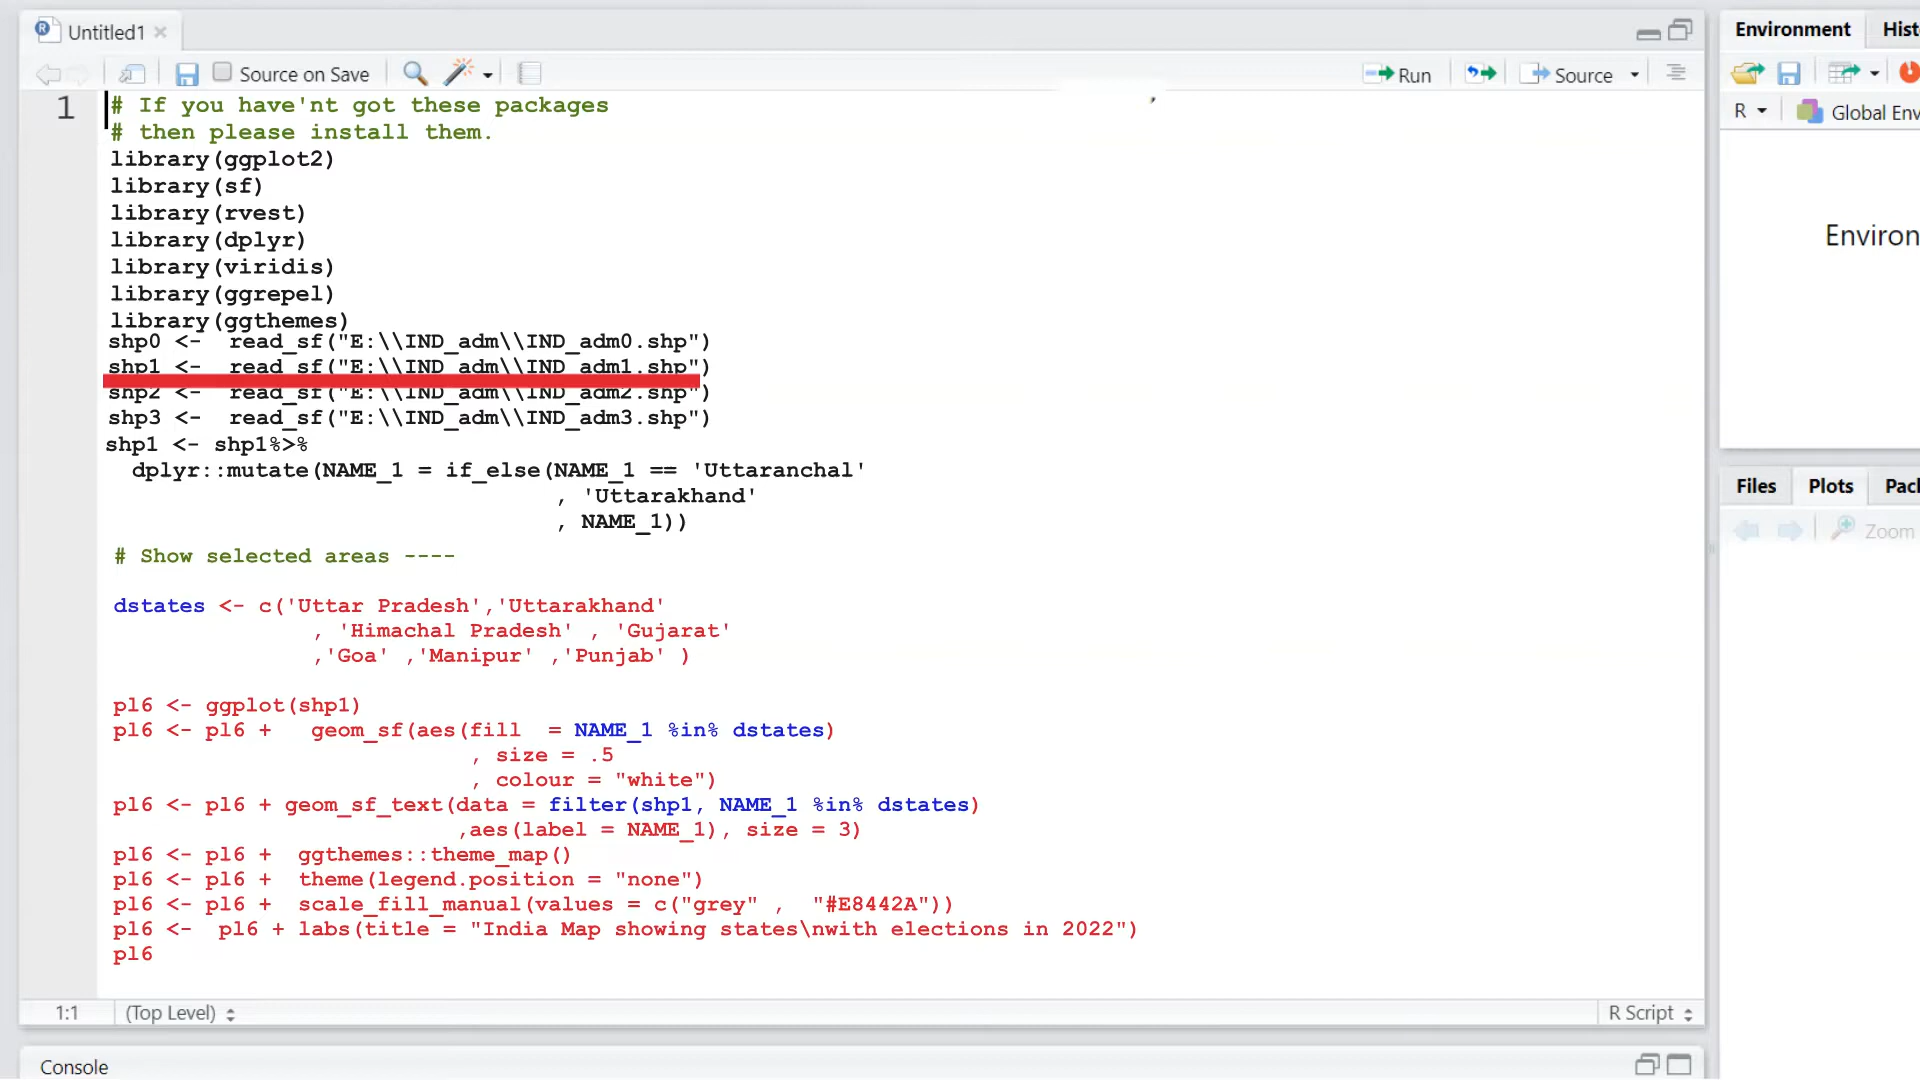 Untitled1
Source on Save
Run
Source
1
# If you have'nt got these packages
# then please install them.
library(ggplot2)
library(sf)
library(rvest)
library(dplyr)
library(viridis)
library(ggrepel)
library(ggthemes)
shp0 <-  read_sf("E:\\IND_adm\\IND_adm0.shp")
shp1 <-  read_sf("E:\\IND_adm\\IND_adm1.shp")
shp2 <-  read_sf("E:\\IND_adm\\IND_adm2.shp")
shp3 <-  read_sf("E:\\IND_adm\\IND_adm3.shp")
shp1 <- shp1%>%
  dplyr::mutate(NAME_1 = if_else(NAME_1 == 'Uttaranchal'
                                  , 'Uttarakhand'
                                  , NAME_1))
# Show selected areas ----
dstates <- c('Uttar Pradesh','Uttarakhand'
               , 'Himachal Pradesh' , 'Gujarat'
               ,'Goa' ,'Manipur' ,'Punjab' )
pl6 <- ggplot(shp1)
pl6 <- pl6 +   geom_sf(aes(fill  = NAME_1 %in% dstates)
                           , size = .5
                           , colour = "white")
pl6 <- pl6 + geom_sf_text(data = filter(shp1, NAME_1 %in% dstates)
                          ,aes(label = NAME_1), size = 3)
pl6 <- pl6 +  ggthemes::theme_map()
pl6 <- pl6 +  theme(legend.position = "none")
pl6 <- pl6 +  scale_fill_manual(values = c("grey" ,  "#E8442A"))
pl6 <-  pl6 + labs(title = "India Map showing states\nwith elections in 2022")
pl6
1:1
(Top Level)
R Script
Console
Environment
Hist
R
Global Env
Environ
Files
Plots
Pack
Zoom